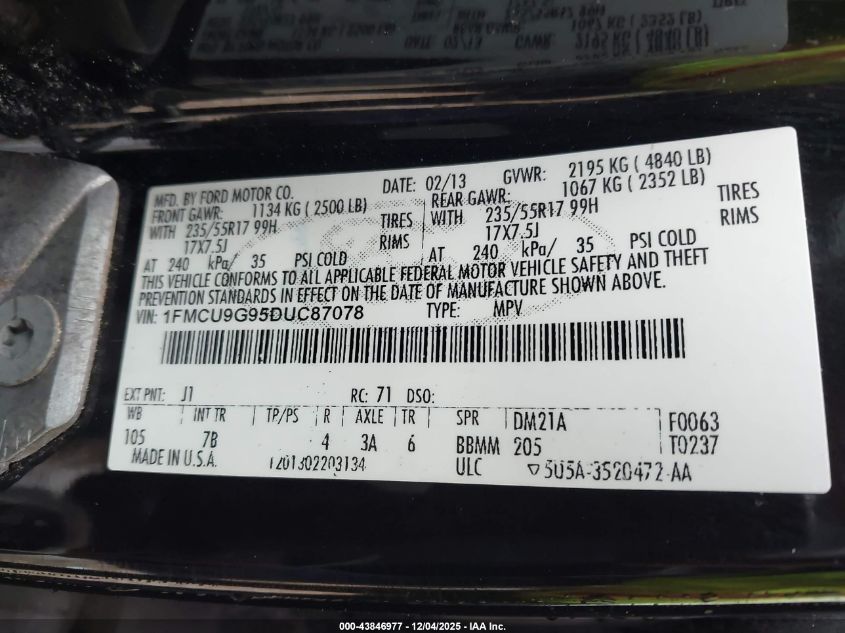 MFD. BY FORD MOTOR CO. DATE: 02/13 GVWR: 2195 KG ( 4840 LB)
FRONT GAWR: 1134 KG ( 2500 LB) REAR GAWR: 1067 KG ( 2352 LB)
WITH 235/55R17 99H TIRES WITH 235/55R17 99H TIRES
17X7.5J RIMS 17X7.5J RIMS
AT 240 kPa/ 35 PSI COLD AT 240 kPa/ 35 PSI COLD
THIS VEHICLE CONFORMS TO ALL APPLICABLE FEDERAL MOTOR VEHICLE SAFETY AND THEFT
PREVENTION STANDARDS IN EFFECT ON THE DATE OF MANUFACTURE SHOWN ABOVE.
VIN: 1FMCU9G95DUC87078 TYPE: MPV
EXT PNT: J1 RC: 71 DSO:
WB INT TR TP/PS R AXLE TR SPR DM21A F0063
105 7B 4 3A 6 BBMM 205 T0237
MADE IN U.S.A. T201302203134 ULC ▽5U5A-3520472-AA
000-43846977 - 12/04/2025 - IAA Inc.